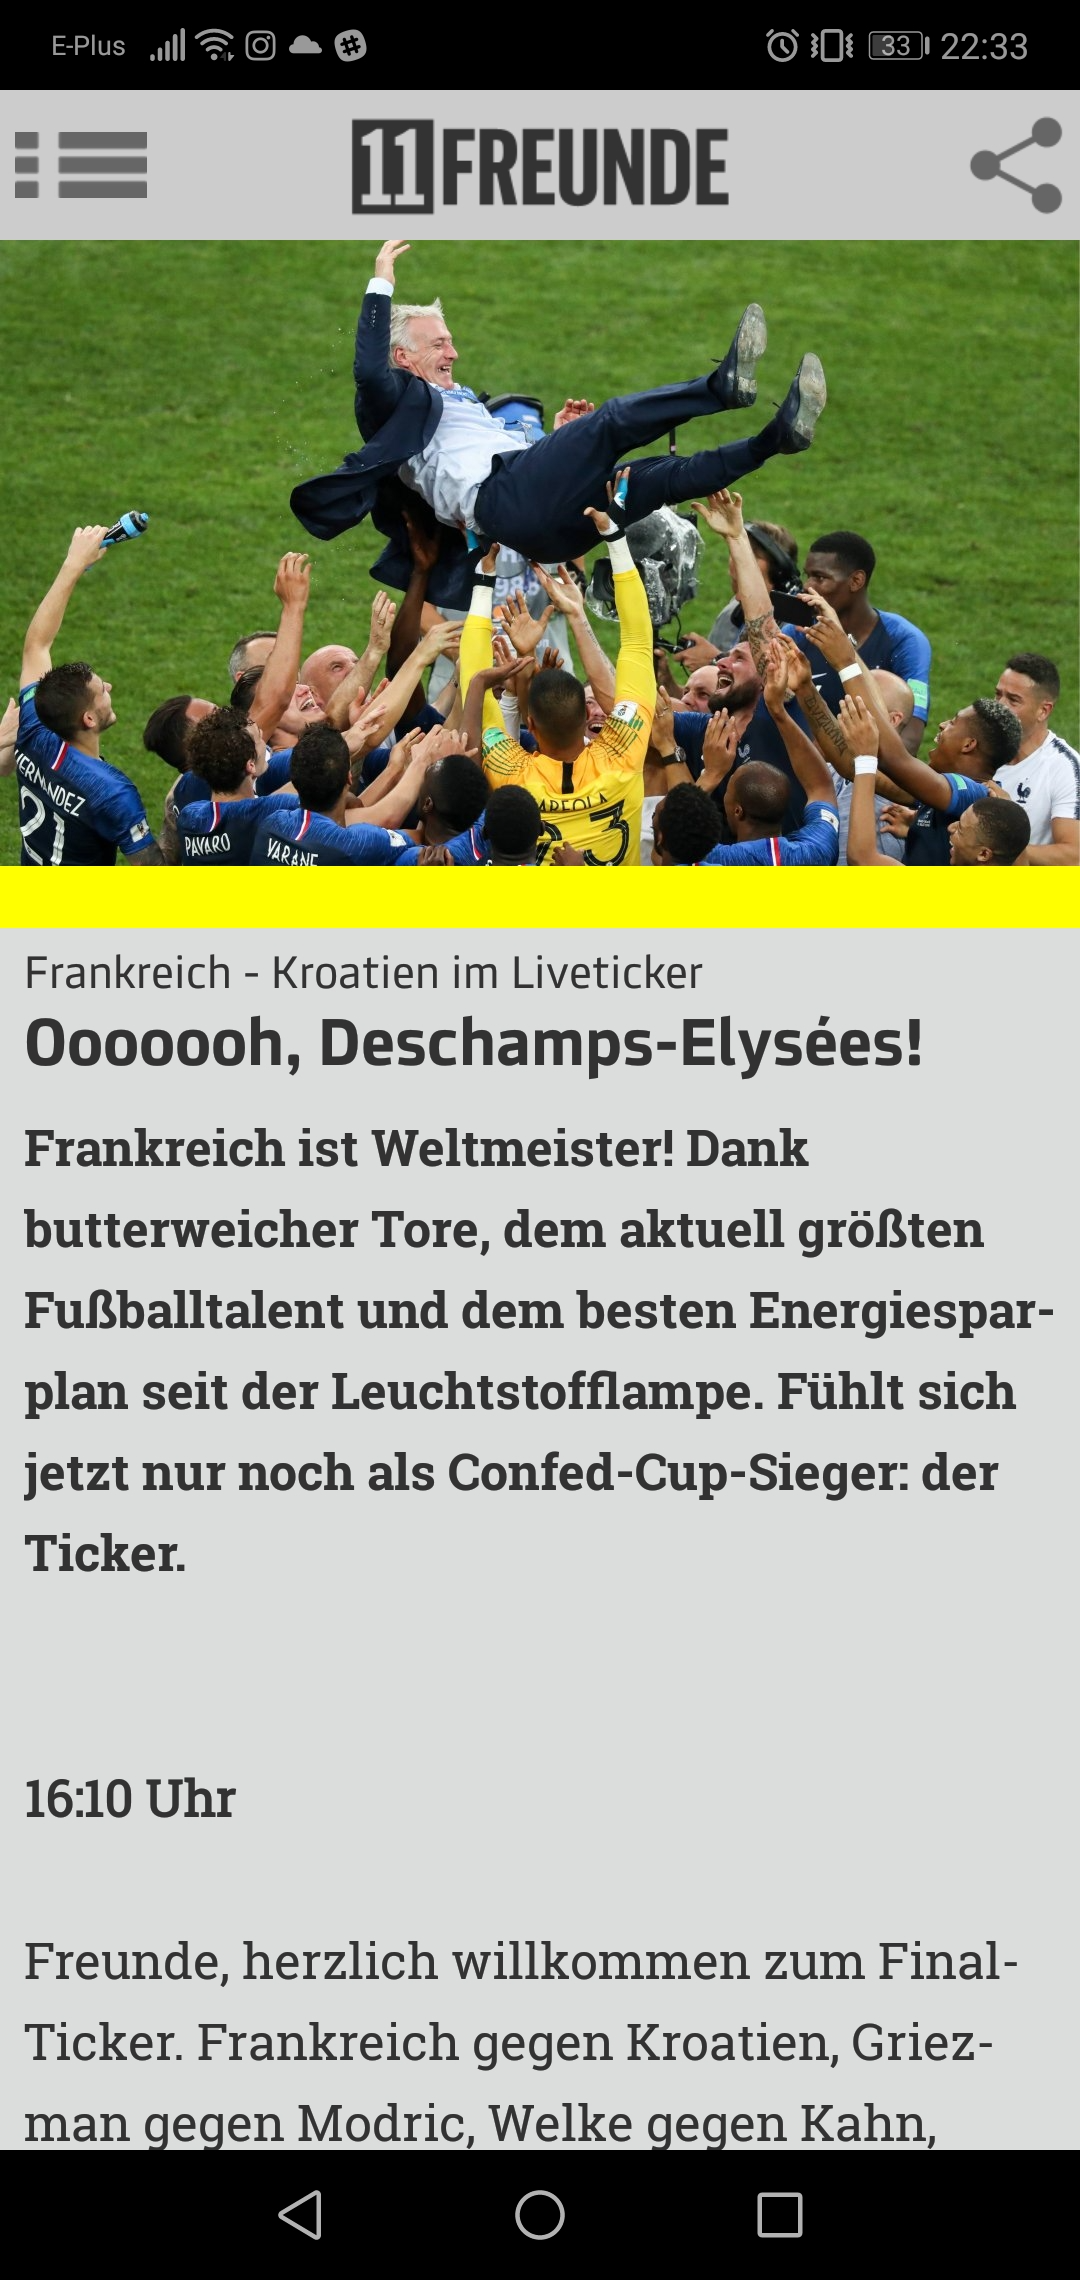 E-Plus 33 22:33
11FREUNDE
HERNANDEZ
21
PAVARD
VARANE
AREOLA
23
Frankreich - Kroatien im Liveticker
Ooooooh, Deschamps-Elysées!
Frankreich ist Weltmeister! Dank
butterweicher Tore, dem aktuell größten
Fußballtalent und dem besten Energiespar-
plan seit der Leuchtstofflampe. Fühlt sich
jetzt nur noch als Confed-Cup-Sieger: der
Ticker.
16:10 Uhr
Freunde, herzlich willkommen zum Final-
Ticker. Frankreich gegen Kroatien, Griez-
man gegen Modric, Welke gegen Kahn,